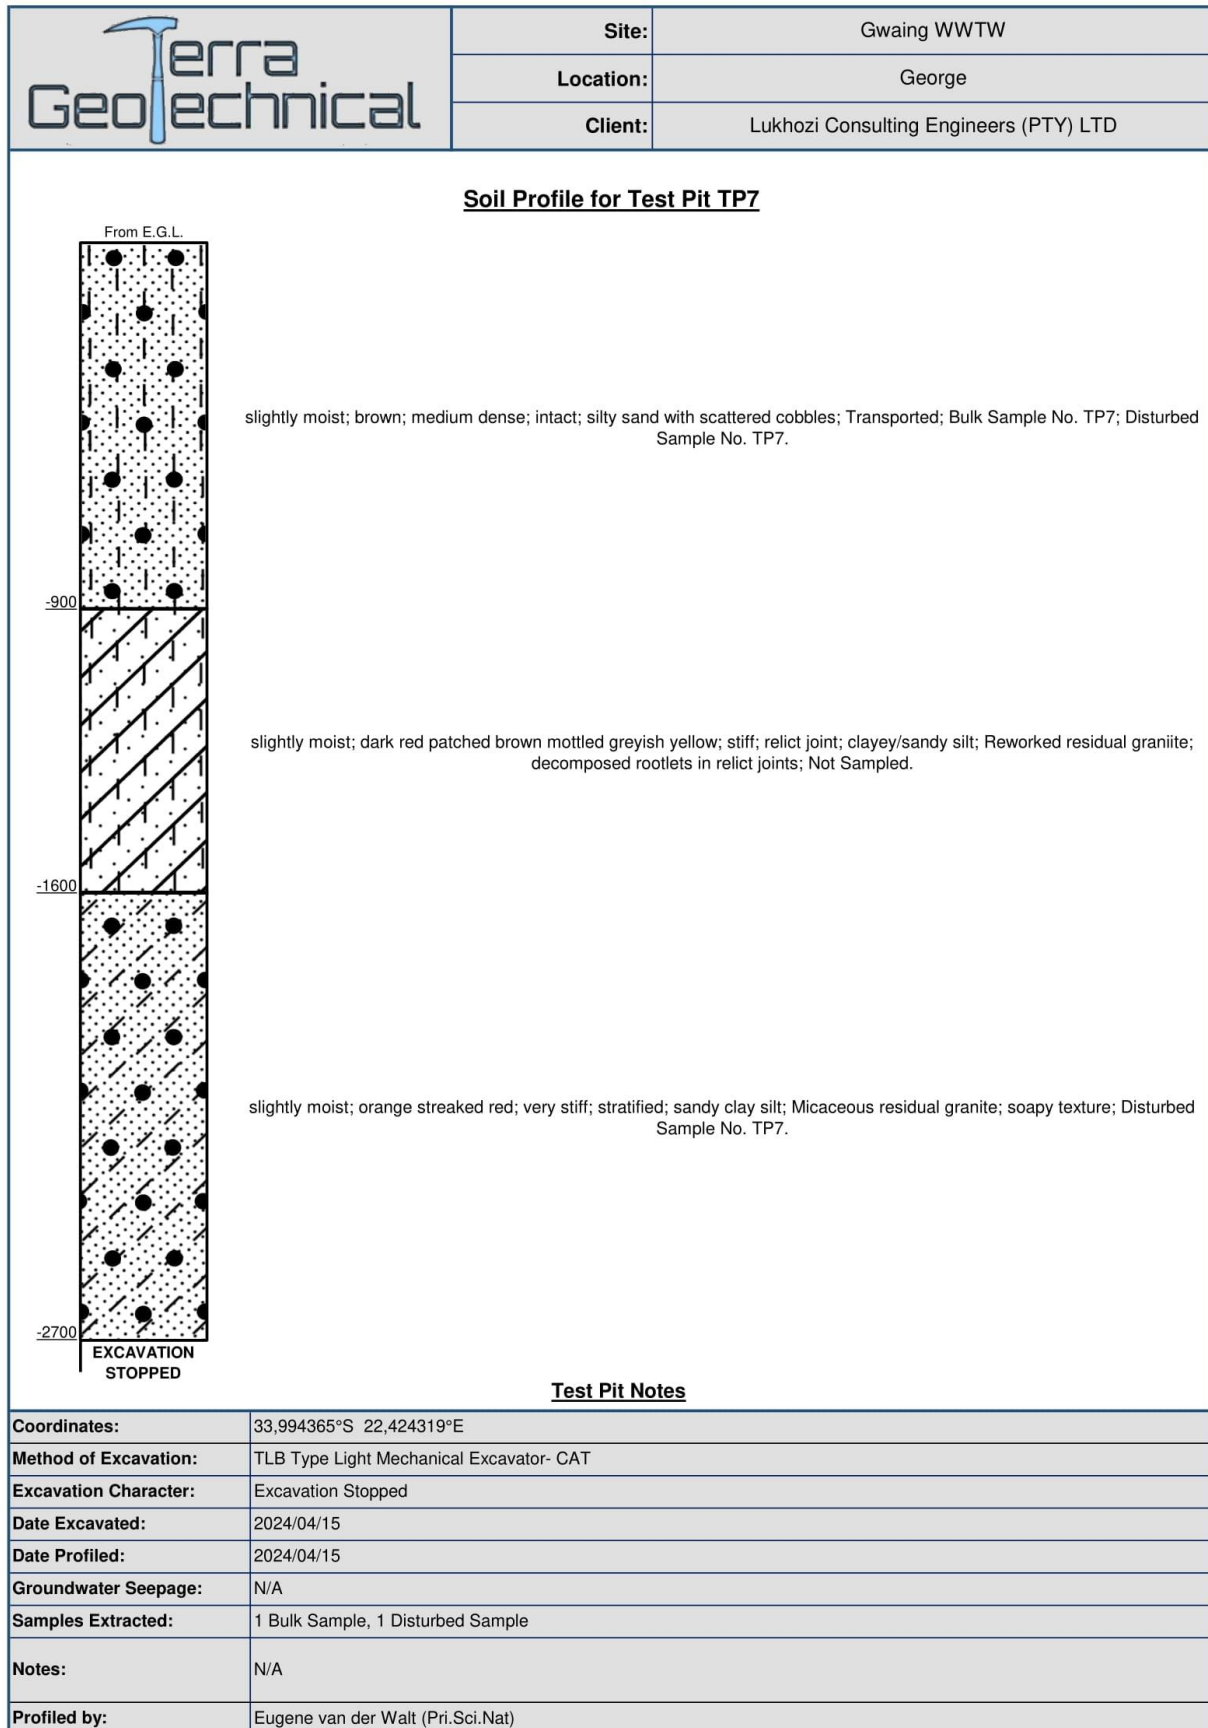 Terra
GeoTechnical
Site: Gwaing WWTW
Location: George
Client: Lukhozi Consulting Engineers (PTY) LTD
Soil Profile for Test Pit TP7
From E.G.L.
slightly moist; brown; medium dense; intact; silty sand with scattered cobbles; Transported; Bulk Sample No. TP7; Disturbed
Sample No. TP7.
-900
slightly moist; dark red patched brown mottled greyish yellow; stiff; relict joint; clayey/sandy silt; Reworked residual graniite;
decomposed rootlets in relict joints; Not Sampled.
-1600
slightly moist; orange streaked red; very stiff; stratified; sandy clay silt; Micaceous residual granite; soapy texture; Disturbed
Sample No. TP7.
-2700
EXCAVATION
STOPPED
Test Pit Notes
Coordinates: 33,994365°S 22,424319°E
Method of Excavation: TLB Type Light Mechanical Excavator- CAT
Excavation Character: Excavation Stopped
Date Excavated: 2024/04/15
Date Profiled: 2024/04/15
Groundwater Seepage: N/A
Samples Extracted: 1 Bulk Sample, 1 Disturbed Sample
Notes: N/A
Profiled by: Eugene van der Walt (Pri.Sci.Nat)